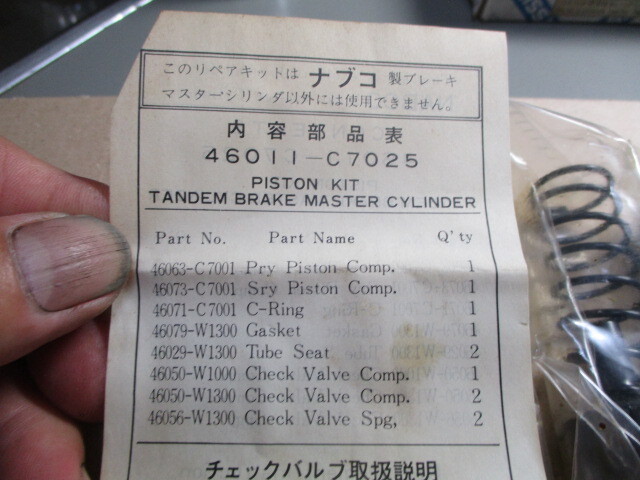 このリペアキットは ナブコ 製ブレーキ
マスターシリンダ以外には使用できません。
内容部品表
46011-C7025
PISTON KIT
TANDEM BRAKE MASTER CYLINDER
Part No. Part Name Q'ty
46063-C7001 Pry Piston Comp. 1
46073-C7001 Sry Piston Comp. 1
46071-C7001 C-Ring 1
46079-W1300 Gasket 1
46029-W1300 Tube Seat 2
46050-W1000 Check Valve Comp. 1
46050-W1300 Check Valve Comp. 2
46056-W1300 Check Valve Spg, 2
チェックバルブ取扱説明